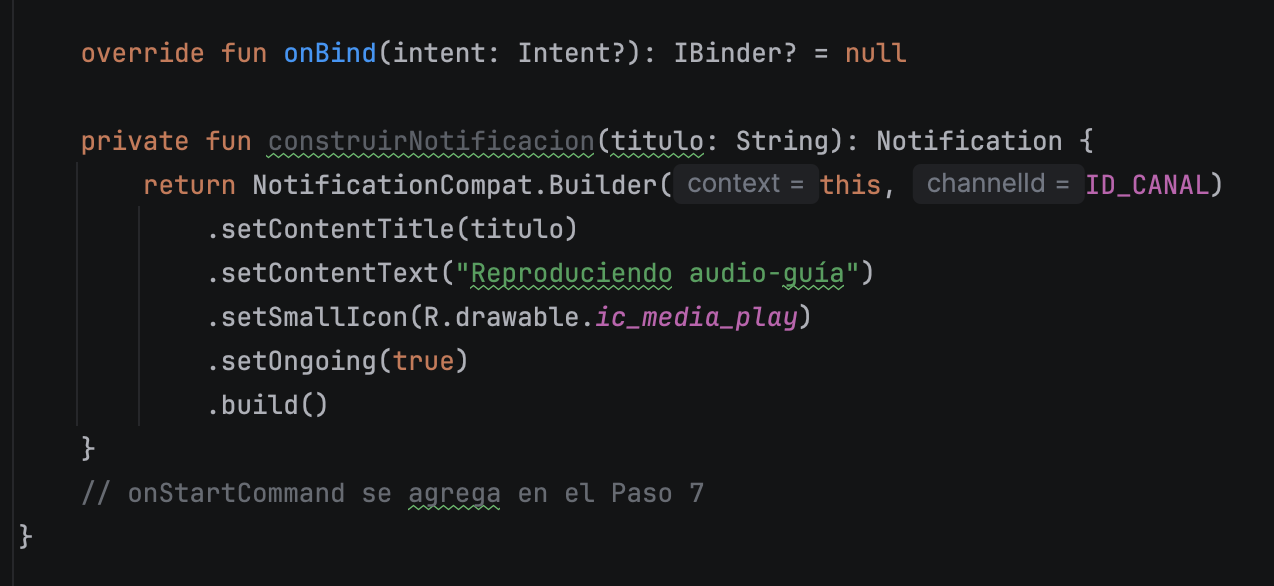 override fun onBind(intent: Intent?): IBinder? = null
private fun construirNotificacion(titulo: String): Notification {
return NotificationCompat.Builder( context = this, channelId = ID_CANAL)
.setContentTitle(titulo)
.setContentText("Reproduciendo audio-guía")
.setSmallIcon(R.drawable.ic_media_play)
.setOngoing(true)
.build()
}
// onStartCommand se agrega en el Paso 7
}